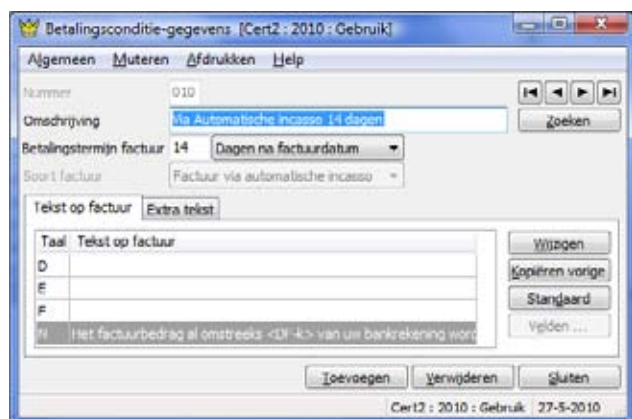 Betalingsconditie-gegevens [Cert2 : 2010 : Gebruik]
Algemeen Muteren Afdrukken Help
Nummer 010
Omschrijving Via Automatische incasso 14 dagen Zoeken
Betalingstermijn factuur 14 Dagen na factuurdatum
Soort factuur Factuur via automatische incasso
Tekst op factuur Extra tekst
Taal Tekst op factuur Wijzigen
D
E Kopiëren vorige
F Standaard
N Het factuurbedrag al omstreeks <DF-k> van uw bankrekening word Velden ...
Toevoegen Verwijderen Sluiten
Cert2 : 2010 : Gebruik 27-5-2010